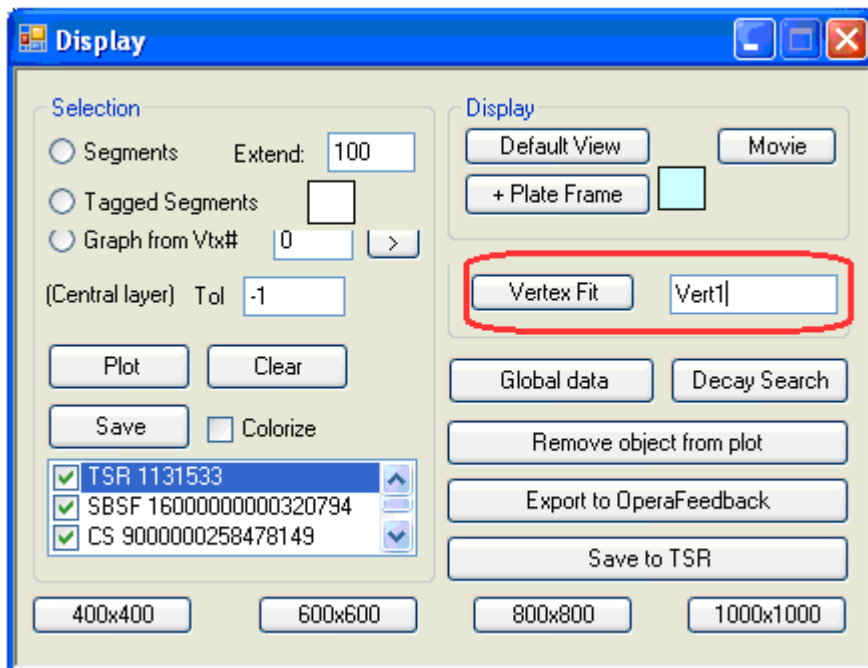 Display
Selection
Segments Extend: 100
Tagged Segments
Graph from Vtx# 0 >
(Central layer) Tol -1
Plot Clear
Save Colorize
TSR 1131533
SBSF 16000000000320794
CS 9000000258478149
Display
Default View Movie
+ Plate Frame
Vertex Fit Vert1
Global data Decay Search
Remove object from plot
Export to OperaFeedback
Save to TSR
400x400 600x600 800x800 1000x1000